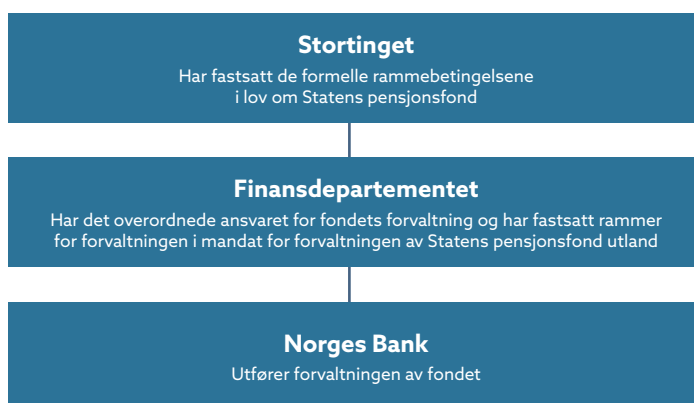 Stortinget
Har fastsatt de formelle rammebetingelsene
i lov om Statens pensjonsfond
Finansdepartementet
Har det overordnede ansvaret for fondets forvaltning og har fastsatt rammer
for forvaltningen i mandat for forvaltningen av Statens pensjonsfond utland
Norges Bank
Utfører forvaltningen av fondet